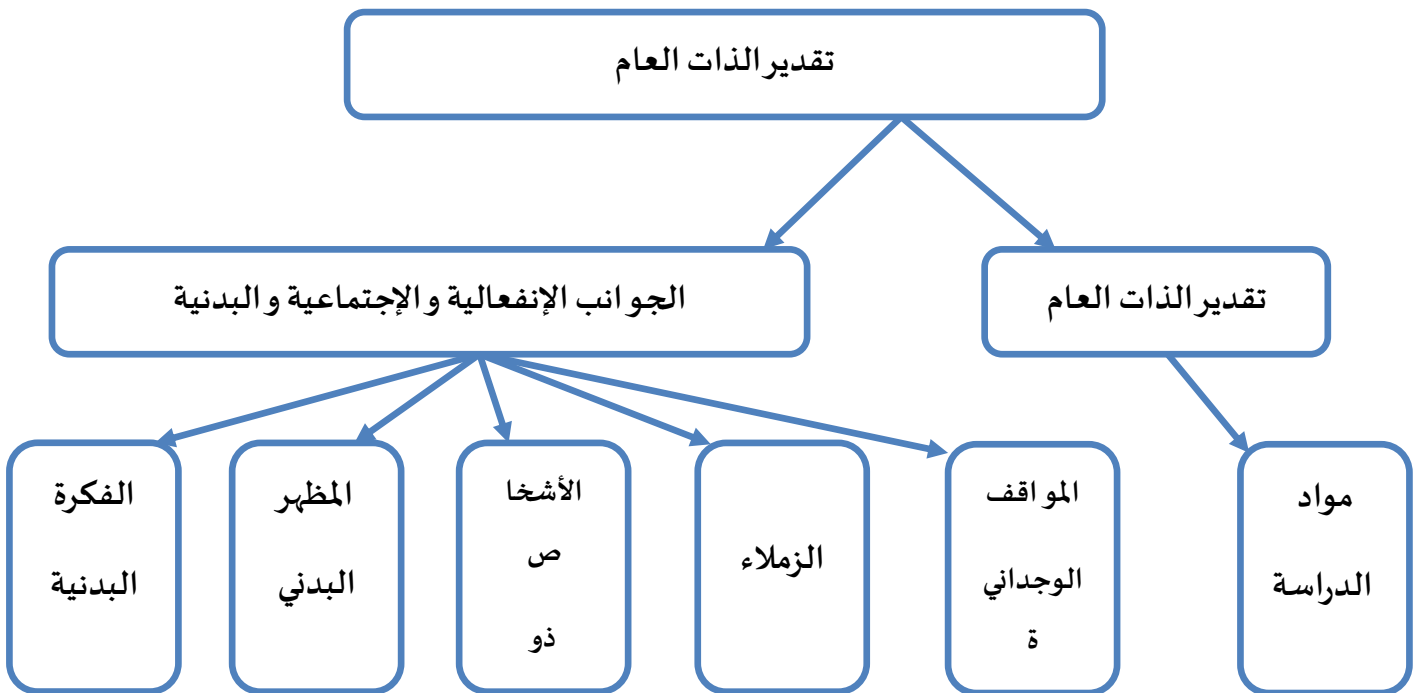 تقدير الذات العام
تقدير الذات العام
الجوانب الإنفعالية والإجتماعية والبدنية
مواد
الدراسة
المواقف
الوجداني
ة
الزملاء
الأشخا
ص
ذو
المظهر
البدني
الفكرة
البدنية